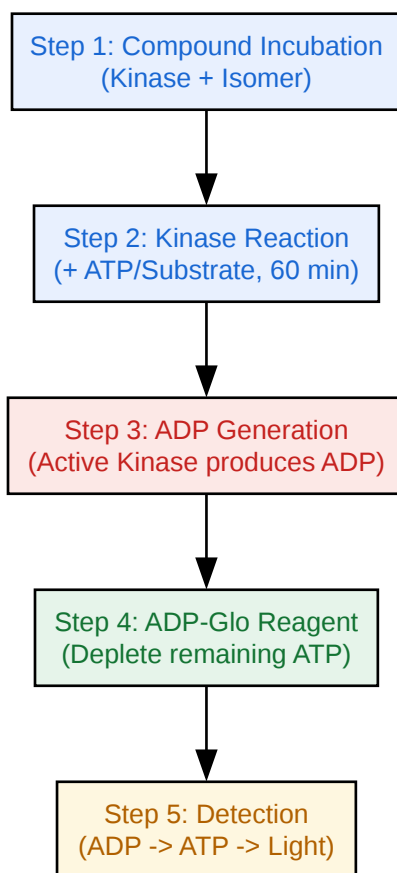 Step 1: Compound Incubation
(Kinase + Isomer)
Step 2: Kinase Reaction
(+ ATP/Substrate, 60 min)
Step 3: ADP Generation
(Active Kinase produces ADP)
Step 4: ADP-Glo Reagent
(Deplete remaining ATP)
Step 5: Detection
(ADP -> ATP -> Light)